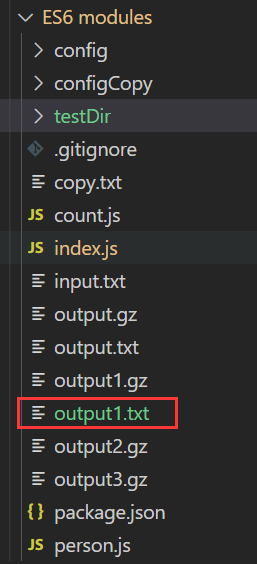 ES6 modules
config
configCopy
testDir
.gitignore
copy.txt
JS count.js
JS index.js
input.txt
output.gz
output.txt
output1.gz
output1.txt
output2.gz
output3.gz
{} package.json
JS person.js